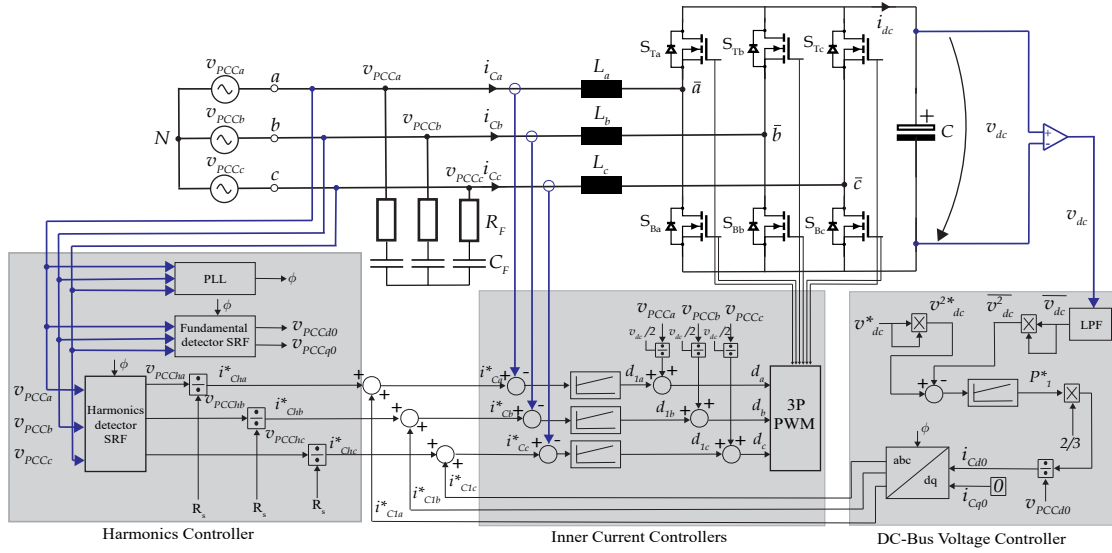 i_dc
S_Ta
S_Tb
S_Tc
v_PCCa
a
v_PCCa
i_Ca
L_a
ā
v_PCCb
b
v_PCCb
i_Cb
L_b
b̄
N
C
v_dc
v_PCCc
c
v_PCCc
i_Cc
L_c
c̄
+
+
-
R_F
C_F
S_Ba
S_Bb
S_Bc
v_dc
PLL
ϕ
ϕ
Fundamental
detector SRF
v_PCCd0
v_PCCq0
ϕ
v_PCCa
v_PCCb
v_PCCc
Harmonics
detector
SRF
v_PCCha
i*_Cha
v_PCChb
i*_Chb
v_PCChc
i*_Chc
R_s
R_s
R_s
+
+
+
+
+
+
i*_C1a
i*_C1b
i*_C1c
Harmonics Controller
v_PCCa
v_PCCb
v_PCCc
v_dc/2
v_dc/2
v_dc/2
i*_Ca
+
-
d_1a
+
+
d_a
i*_Cb
+
-
d_1b
+
+
d_b
i*_Cc
+
-
d_1c
+
+
d_c
3P
PWM
Inner Current Controllers
v*_dc
v^2*_dc
v̅^2_dc
v̅_dc
LPF
+
-
P*_1
2/3
ϕ
abc
dq
i_Cd0
i_Cq0
0
v_PCCd0
DC-Bus Voltage Controller